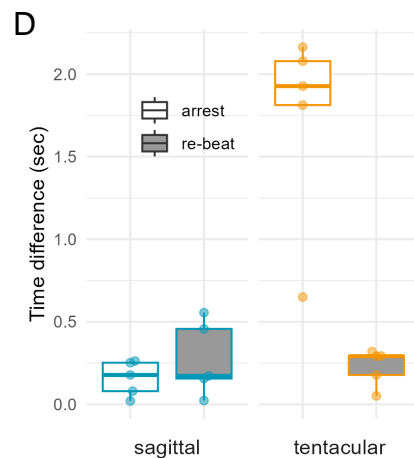 D
Time difference (sec)
2.0
1.5
1.0
0.5
0.0
arrest
re-beat
sagittal
tentacular